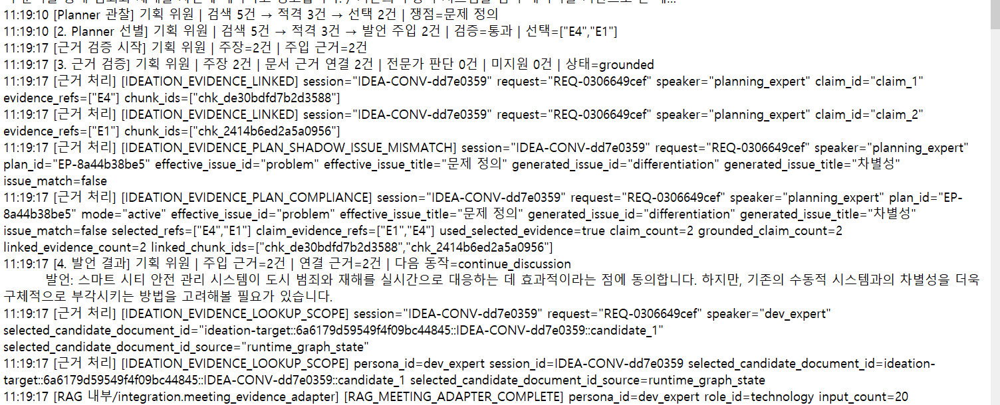 11:19:10 [Planner 관찰] 기획 위원 | 검색 5건 → 적격 3건 → 선택 2건 | 쟁점=문제 정의
11:19:10 [2. Planner 선별] 기획 위원 | 검색 5건 → 적격 3건 → 발언 주입 2건 | 검증=통과 | 선택=["E4","E1"]
11:19:17 [근거 검증 시작] 기획 위원 | 주장=2건 | 주입 근거=2건
11:19:17 [3. 근거 검증] 기획 위원 | 주장 2건 | 문서 근거 연결 2건 | 전문가 판단 0건 | 미지원 0건 | 상태=grounded
11:19:17 [근거 처리] [IDEATION_EVIDENCE_LINKED] session="IDEA-CONV-dd7e0359" request="REQ-0306649cef" speaker="planning_expert" claim_id="claim_1"
evidence_refs=["E4"] chunk_ids=["chk_de30bdfd7b2d3588"]
11:19:17 [근거 처리] [IDEATION_EVIDENCE_LINKED] session="IDEA-CONV-dd7e0359" request="REQ-0306649cef" speaker="planning_expert" claim_id="claim_2"
evidence_refs=["E1"] chunk_ids=["chk_2414b6ed2a5a0956"]
11:19:17 [근거 처리] [IDEATION_EVIDENCE_PLAN_SHADOW_ISSUE_MISMATCH] session="IDEA-CONV-dd7e0359" request="REQ-0306649cef" speaker="planning_expert"
plan_id="EP-8a44b38be5" effective_issue_id="problem" effective_issue_title="문제 정의" generated_issue_id="differentiation" generated_issue_title="차별성"
issue_match=false
11:19:17 [근거 처리] [IDEATION_EVIDENCE_PLAN_COMPLIANCE] session="IDEA-CONV-dd7e0359" request="REQ-0306649cef" speaker="planning_expert" plan_id="EP-
8a44b38be5" mode="active" effective_issue_id="problem" effective_issue_title="문제 정의" generated_issue_id="differentiation" generated_issue_title="차별성"
issue_match=false selected_refs=["E4","E1"] claim_evidence_refs=["E1","E4"] used_selected_evidence=true claim_count=2 grounded_claim_count=2
linked_evidence_count=2 linked_chunk_ids=["chk_de30bdfd7b2d3588","chk_2414b6ed2a5a0956"]
11:19:17 [4. 발언 결과] 기획 위원 | 주입 근거=2건 | 연결 근거=2건 | 다음 동작=continue_discussion
발언: 스마트 시티 안전 관리 시스템이 도시 범죄와 재해를 실시간으로 대응하는 데 효과적이라는 점에 동의합니다. 하지만, 기존의 수동적 시스템과의 차별성을 더욱
구체적으로 부각시키는 방법을 고려해볼 필요가 있습니다.
11:19:17 [근거 처리] [IDEATION_EVIDENCE_LOOKUP_SCOPE] session="IDEA-CONV-dd7e0359" request="REQ-0306649cef" speaker="dev_expert"
selected_candidate_document_id="ideation-target::6a6179d59549f4f09bc44845::IDEA-CONV-dd7e0359::candidate_1"
selected_candidate_document_id_source="runtime_graph_state"
11:19:17 [근거 처리] [IDEATION_EVIDENCE_LOOKUP_SCOPE] persona_id=dev_expert session_id=IDEA-CONV-dd7e0359 selected_candidate_document_id=ideation-
target::6a6179d59549f4f09bc44845::IDEA-CONV-dd7e0359::candidate_1 selected_candidate_document_id_source=runtime_graph_state
11:19:17 [RAG 내부/integration.meeting_evidence_adapter] [RAG_MEETING_ADAPTER_COMPLETE] persona_id=dev_expert role_id=technology input_count=20